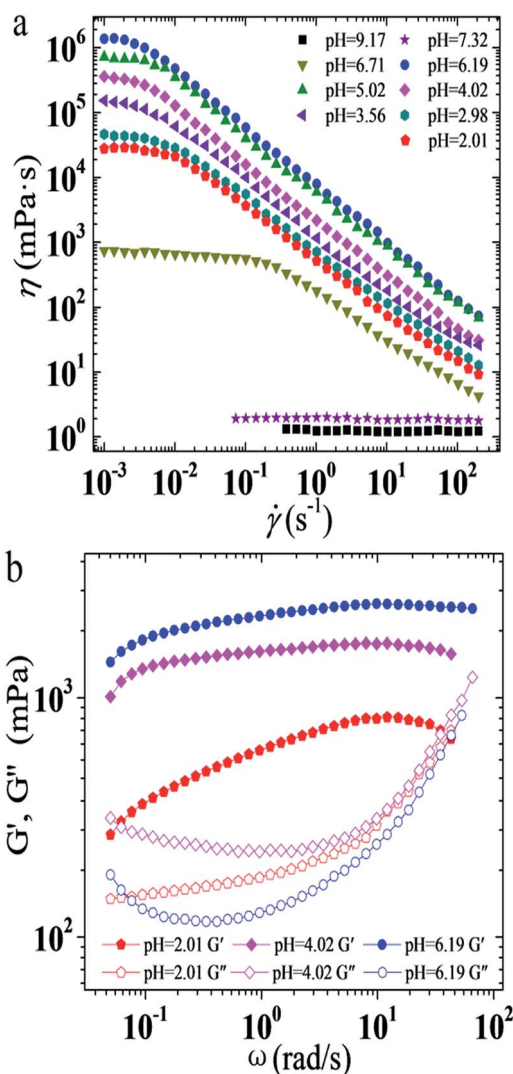 a
10⁶
10⁵
10⁴
10³
10²
10¹
10⁰
η (mPa·s)
pH=9.17 pH=7.32
pH=6.71 pH=6.19
pH=5.02 pH=4.02
pH=3.56 pH=2.98
pH=2.01
10⁻³ 10⁻² 10⁻¹ 10⁰ 10¹ 10²
γ̇ (s⁻¹)
b
10³
10²
G', G'' (mPa)
pH=2.01 G' pH=4.02 G' pH=6.19 G'
pH=2.01 G'' pH=4.02 G'' pH=6.19 G''
10⁻¹ 10⁰ 10¹ 10²
ω (rad/s)